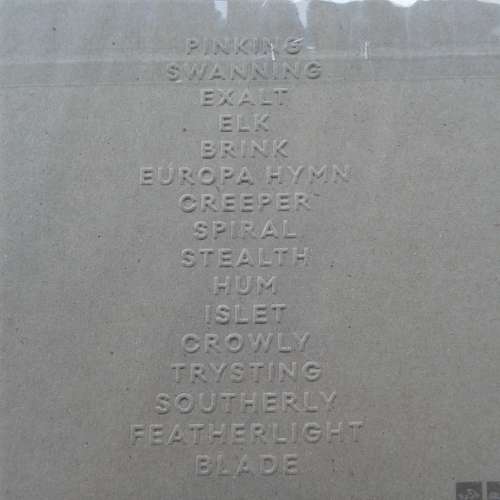 PINKING
SWANNING
EXALT
ELK
BRINK
EUROPA HYMN
CREEPER
SPIRAL
STEALTH
HUM
ISLET
CROWLY
TRYSTING
SOUTHERLY
FEATHERLIGHT
BLADE